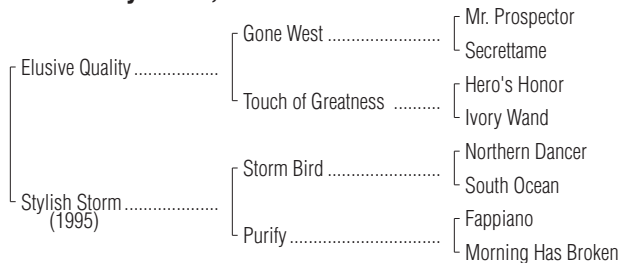 Mr. Prospector
Gone West
Secrettame
Elusive Quality
Hero's Honor
Touch of Greatness
Ivory Wand
Northern Dancer
Storm Bird
South Ocean
Stylish Storm
(1995)
Fappiano
Purify
Morning Has Broken